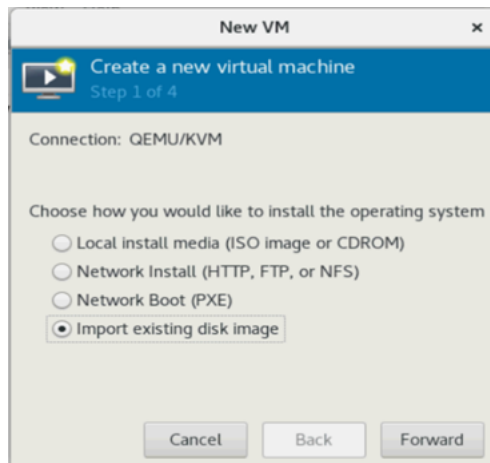 New VM
Create a new virtual machine
Step 1 of 4
Connection: QEMU/KVM
Choose how you would like to install the operating system
Local install media (ISO image or CDROM)
Network Install (HTTP, FTP, or NFS)
Network Boot (PXE)
Import existing disk image
Cancel Back Forward